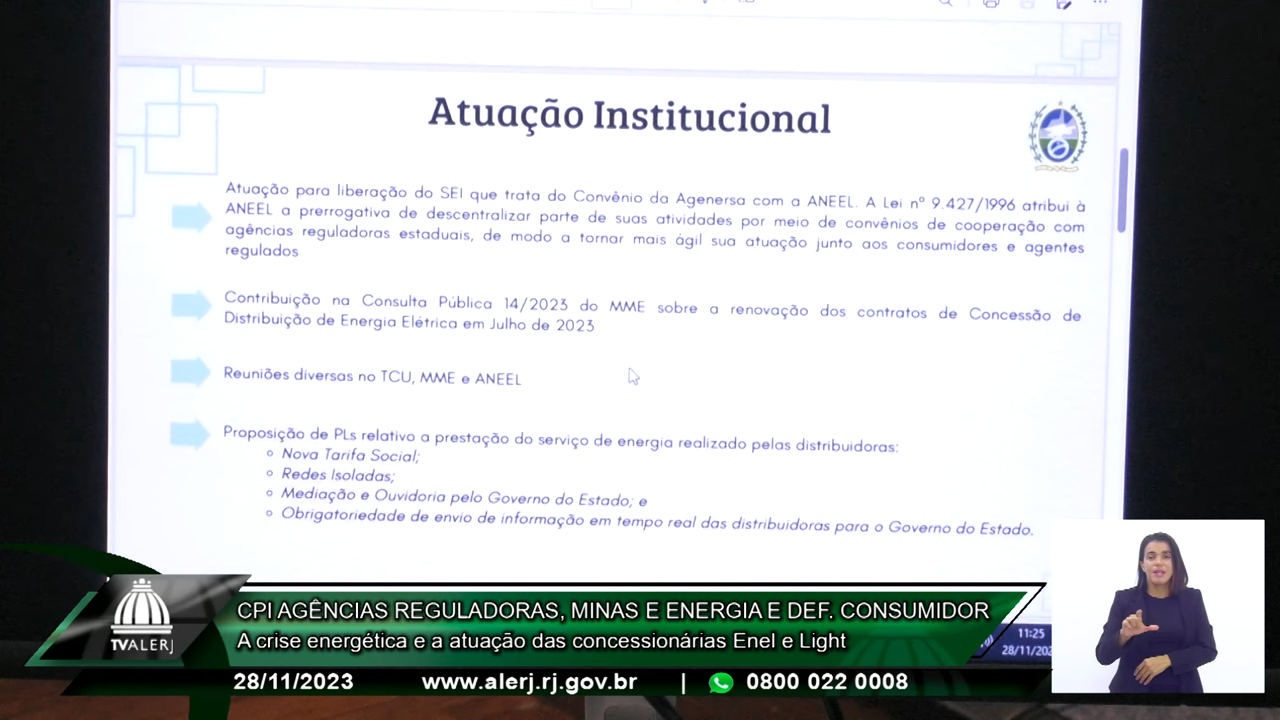 Atuação Institucional
Atuação para liberação do SEI que trata do Convênio da Agenersa com a ANEEL. A Lei nº 9.427/1996 atribui à
ANEEL a prerrogativa de descentralizar parte de suas atividades por meio de convênios de cooperação com
agências reguladoras estaduais, de modo a tornar mais ágil sua atuação junto aos consumidores e agentes
regulados
Contribuição na Consulta Pública 14/2023 do MME sobre a renovação dos contratos de Concessão de
Distribuição de Energia Elétrica em Julho de 2023
Reuniões diversas no TCU, MME e ANEEL
Proposição de PLs relativo a prestação do serviço de energia realizado pelas distribuidoras:
Nova Tarifa Social;
Redes Isoladas;
Mediação e Ouvidoria pelo Governo do Estado; e
Obrigatoriedade de envio de informação em tempo real das distribuidoras para o Governo do Estado.
CPI AGÊNCIAS REGULADORAS, MINAS E ENERGIA E DEF. CONSUMIDOR
A crise energética e a atuação das concessionárias Enel e Light
TVALERJ
11:25
28/11/202
28/11/2023 www.alerj.rj.gov.br | 0800 022 0008